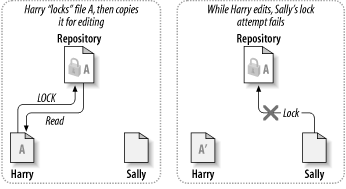 Harry "locks" file A, then copies
it for editing
Repository
A
LOCK
Read
A
Harry
Sally
While Harry edits, Sally's lock
attempt fails
Repository
A
Lock
A'
Harry
Sally